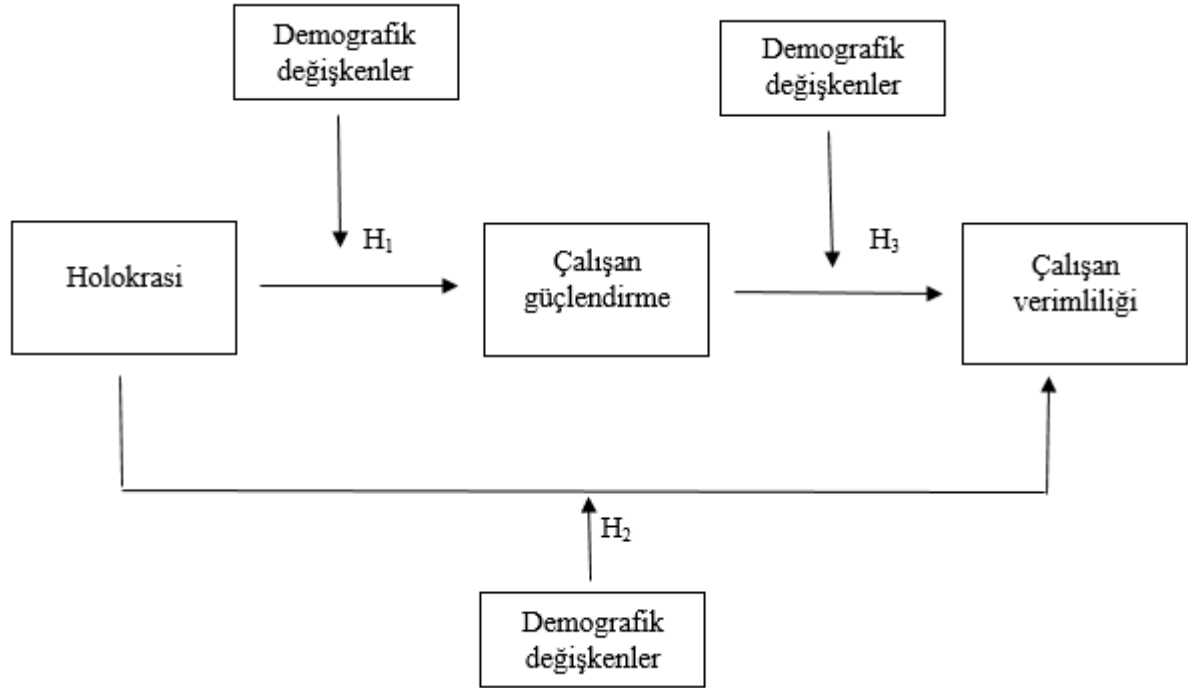 Demografik
değişkenler
Demografik
değişkenler
H₁
H₃
Holokrasi
Çalışan
güçlendirme
Çalışan
verimliliği
H₂
Demografik
değişkenler